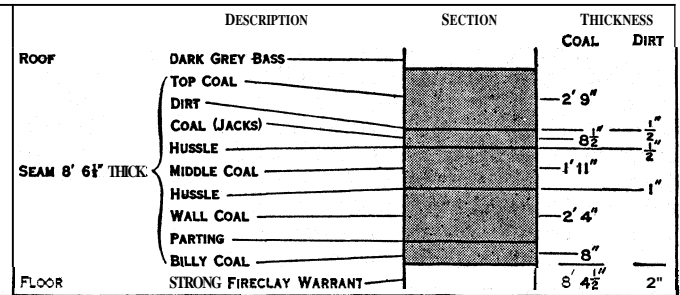 DESCRIPTION SECTION THICKNESS
COAL DIRT
ROOF DARK GREY BASS
TOP COAL 2' 9"
DIRT 1/2"
COAL (JACKS) 8 1/2"
HUSSLE 1/2"
SEAM 8' 6½" THICK: MIDDLE COAL 1' 11"
HUSSLE 1"
WALL COAL 2' 4"
PARTING
BILLY COAL 8"
FLOOR STRONG FIRECLAY WARRANT 8' 4½" 2"